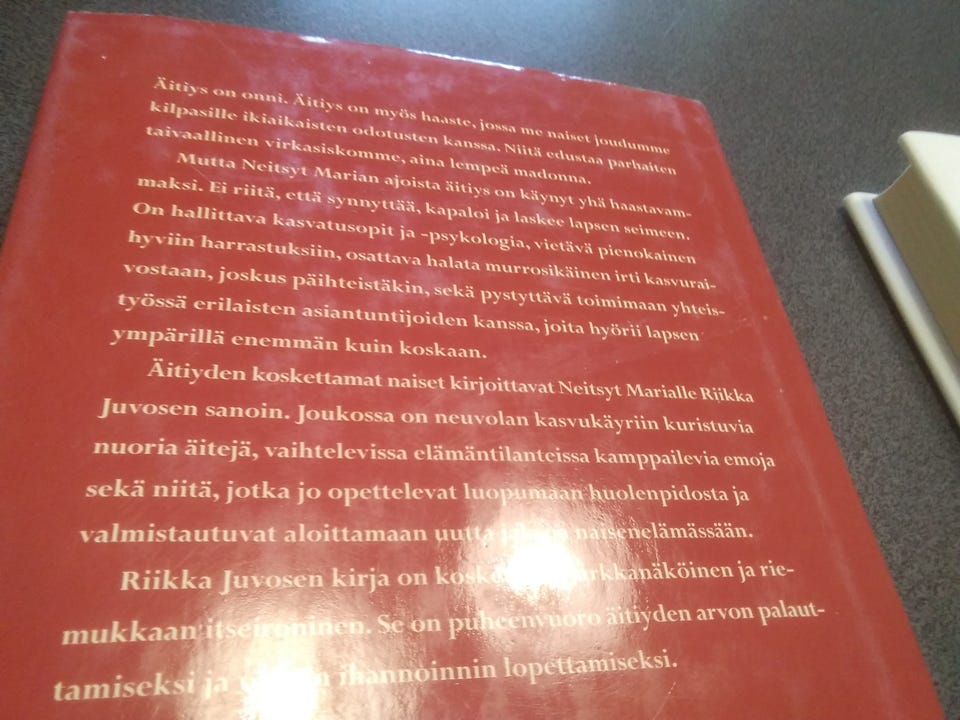 Äitiys on onni. Äitiys on myös haaste, jossa me naiset joudumme
kilpasille ikiaikaisten odotusten kanssa. Niitä edustaa parhaiten
taivaallinen virkasiskomme, aina lempeä madonna.
Mutta Neitsyt Marian ajoista äitiys on käynyt yhä haastavam-
maksi. Ei riitä, että synnyttää, kapaloi ja laskee lapsen seimeen.
On hallittava kasvatusopit ja -psykologia, vietävä pienokainen
hyviin harrastuksiin, osattava halata murrosikäinen irti kasvurai-
vostaan, joskus päihteistäkin, sekä pystyttävä toimimaan yhteis-
työssä erilaisten asiantuntijoiden kanssa, joita hyörii lapsen
ympärillä enemmän kuin koskaan.
Äitiyden koskettamat naiset kirjoittavat Neitsyt Marialle Riikka
Juvosen sanoin. Joukossa on neuvolan kasvukäyriin kuristuvia
nuoria äitejä, vaihtelevissa elämäntilanteissa kamppailevia emoja
sekä niitä, jotka jo opettelevat luopumaan huolenpidosta ja
valmistautuvat aloittamaan uutta naisenelämässään.
Riikka Juvosen kirja on ja rie-
mukkaan itseironinen. Se on puheenvuoro äitiyden arvon palaut-
tamiseksi ja ihannoinnin lopettamiseksi.